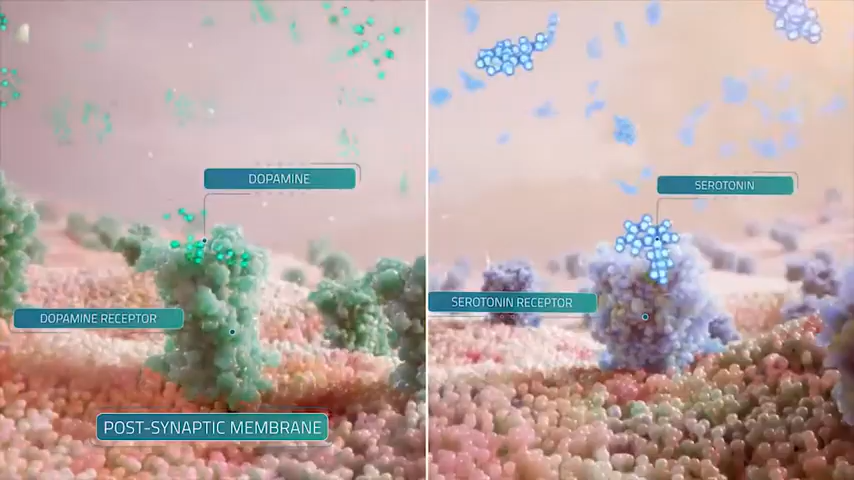 DOPAMINE
DOPAMINE RECEPTOR
POST-SYNAPTIC MEMBRANE
SEROTONIN
SEROTONIN RECEPTOR